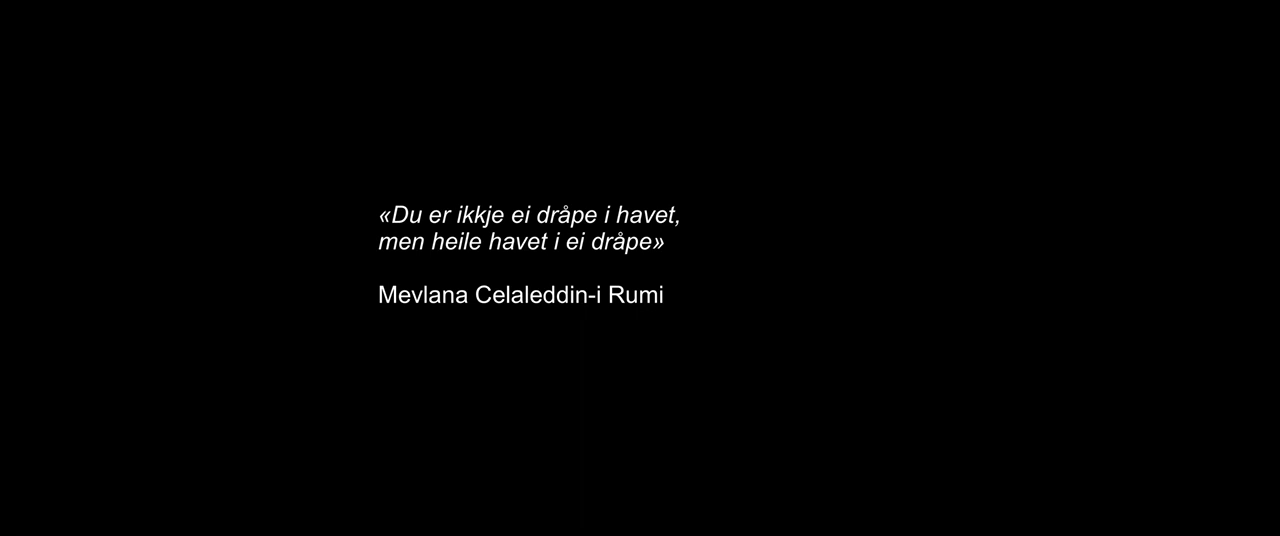 «Du er ikkje ei dråpe i havet,
men heile havet i ei dråpe»
Mevlana Celaleddin-i Rumi